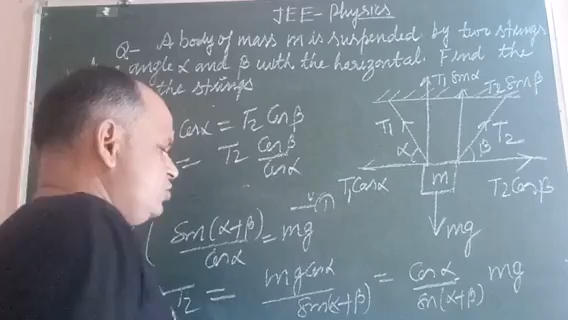 JEE-Physics
Q- A body of mass m is suspended by two strings
angle α and β with the horizontal. Find the
the strings
T₁ Sinα
T₂ Sinβ
Cosα = T₂ Cosβ
= T₂ Cosβ/Cosα
T₁
T₂
α
β
T₁Cosα
m
T₂Cosβ
mg
( Sin(α+β)/Cosα = mg
T₂ = mg cosα/Sin(α+β) = Cosα/Sin(α+β) mg